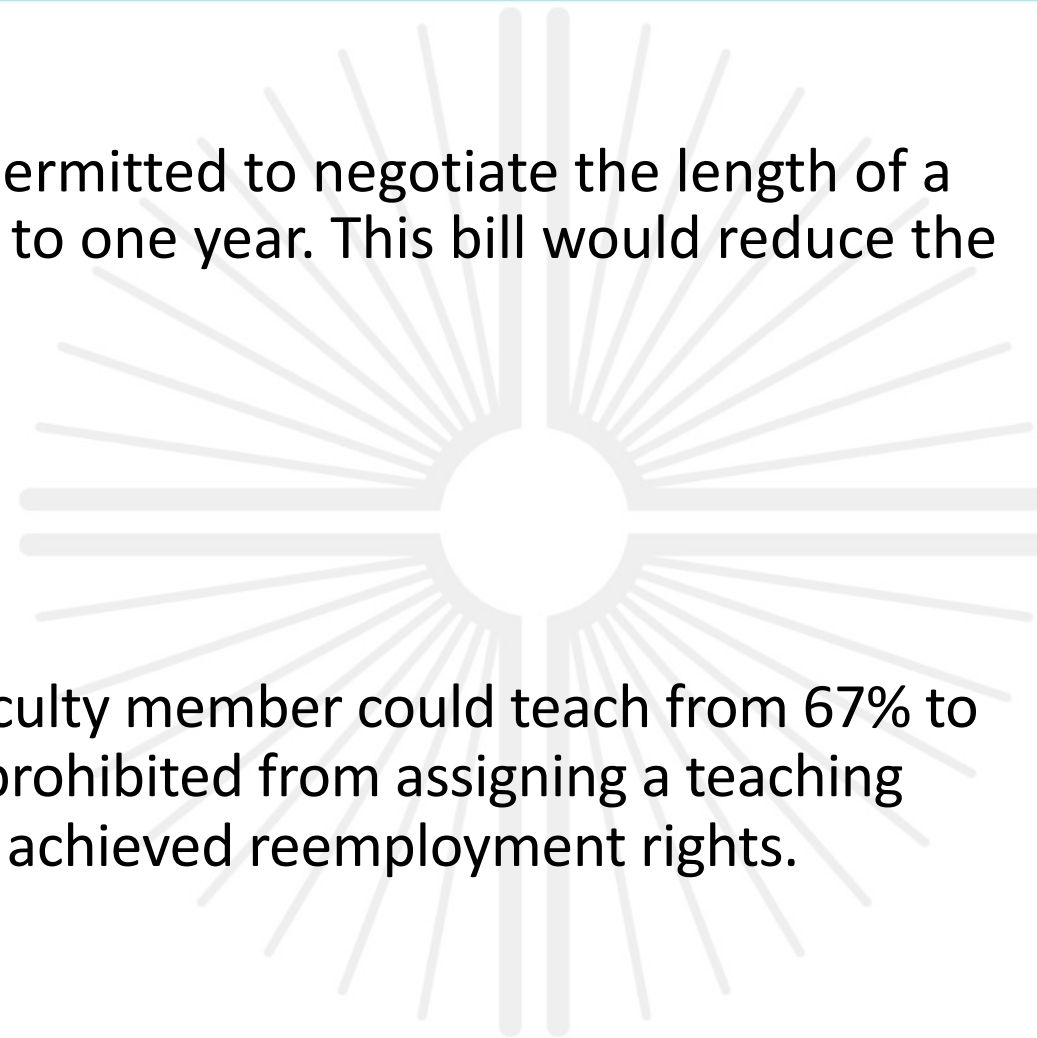 ermitted to negotiate the length of a
to one year. This bill would reduce the
culty member could teach from 67% to
prohibited from assigning a teaching
achieved reemployment rights.